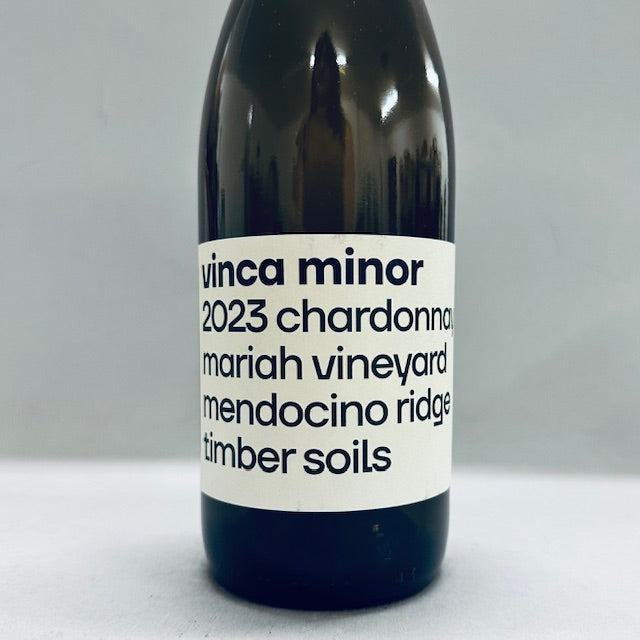 vinca minor
2023 chardonnay
mariah vineyard
mendocino ridge
timber soils